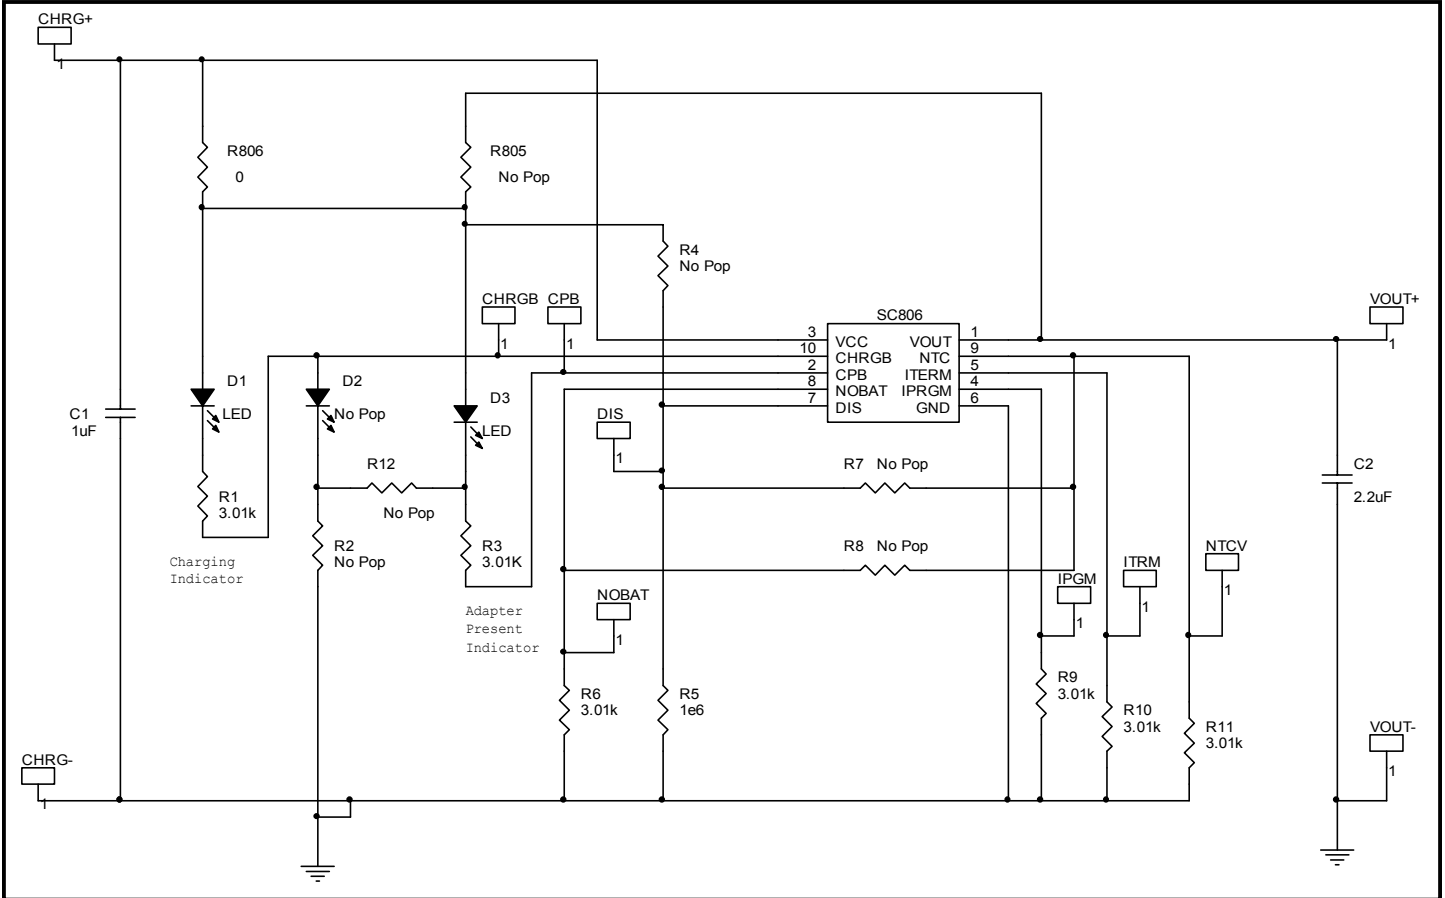 CHRG+
1
R806
0
R805
No Pop
R4
No Pop
CHRGB
CPB
1
1
SC806
VOUT+
1
3
VCC
VOUT
1
10
CHRGB
NTC
9
2
CPB
ITERM
5
8
NOBAT
IPRGM
4
7
DIS
GND
6
D1
LED
D2
No Pop
D3
LED
C1
1uF
DIS
1
R12
No Pop
R7 No Pop
C2
2.2uF
R1
3.01k
R2
No Pop
R3
3.01K
R8 No Pop
Charging
Indicator
Adapter
Present
Indicator
NOBAT
1
IPGM
1
ITRM
1
NTCV
1
R6
3.01k
R5
1e6
R9
3.01k
R10
3.01k
R11
3.01k
VOUT-
1
CHRG-
1